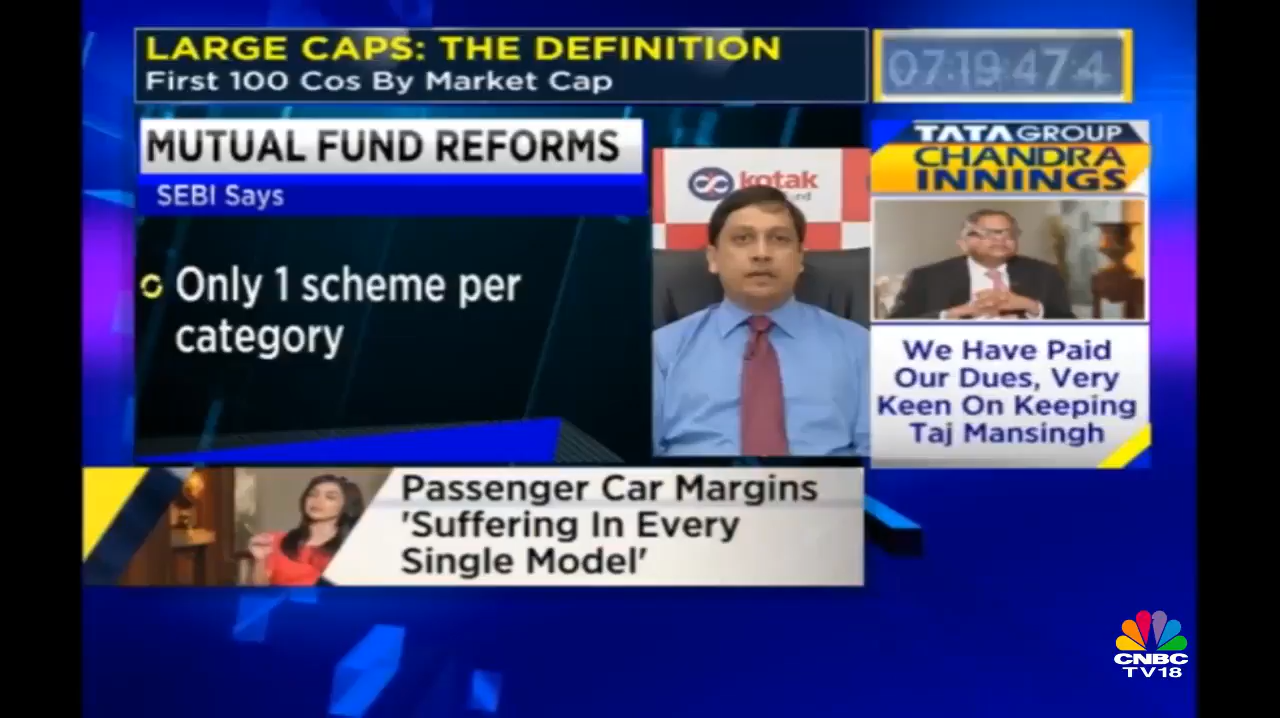 LARGE CAPS: THE DEFINITION
First 100 Cos By Market Cap
07:19:47:4
MUTUAL FUND REFORMS
SEBI Says
Only 1 scheme per
category
kotak
TATA GROUP
CHANDRA
INNINGS
We Have Paid
Our Dues, Very
Keen On Keeping
Taj Mansingh
Passenger Car Margins
'Suffering In Every
Single Model'
CNBC
TV18